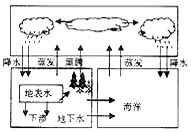 降水 蒸发 蒸腾 蒸发 降水
地表水
海洋
下渗 地下水